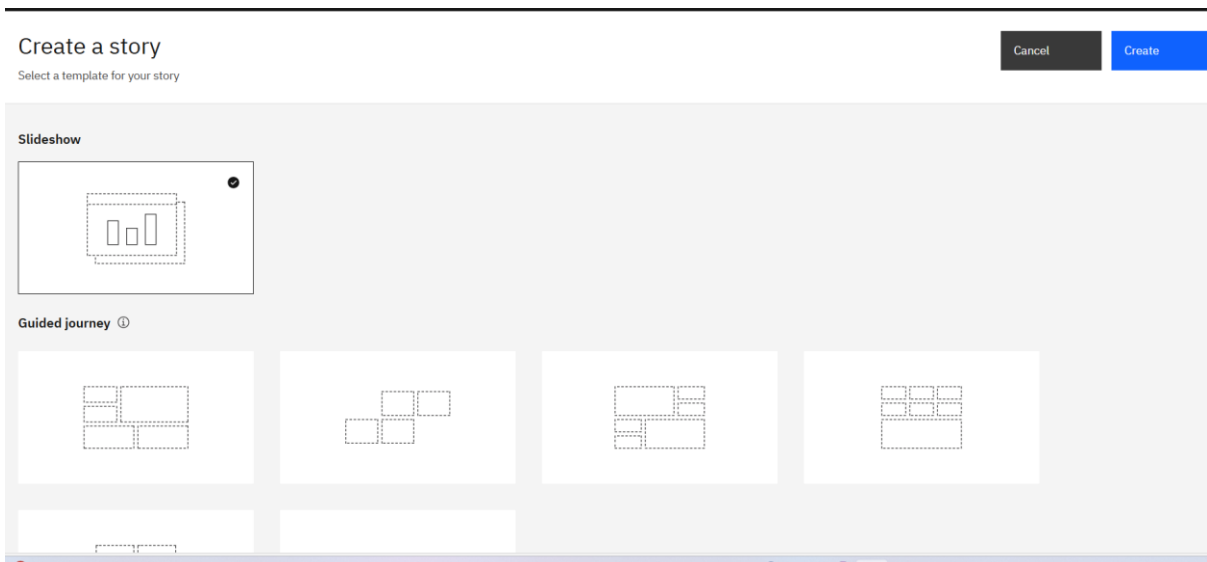 Create a story
Cancel
Create
Select a template for your story
Slideshow
Guided journey